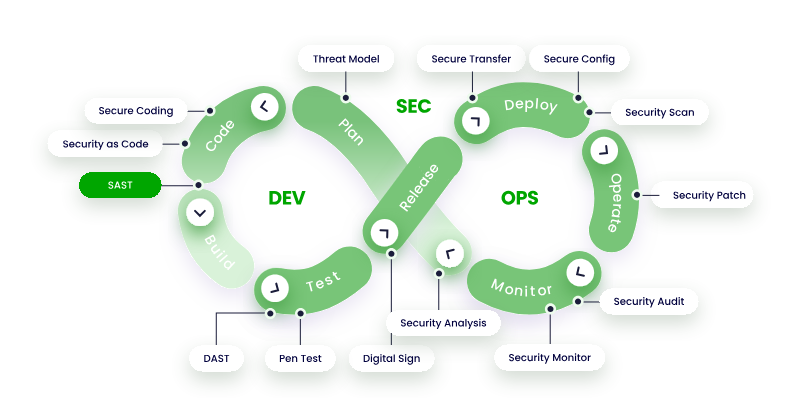 Threat Model
Secure Transfer
Secure Config
SEC
Deploy
Secure Coding
Code
Plan
Security Scan
Security as Code
SAST
DEV
Release
OPS
Operate
Security Patch
Build
Test
Monitor
Security Audit
Security Analysis
DAST
Pen Test
Digital Sign
Security Monitor